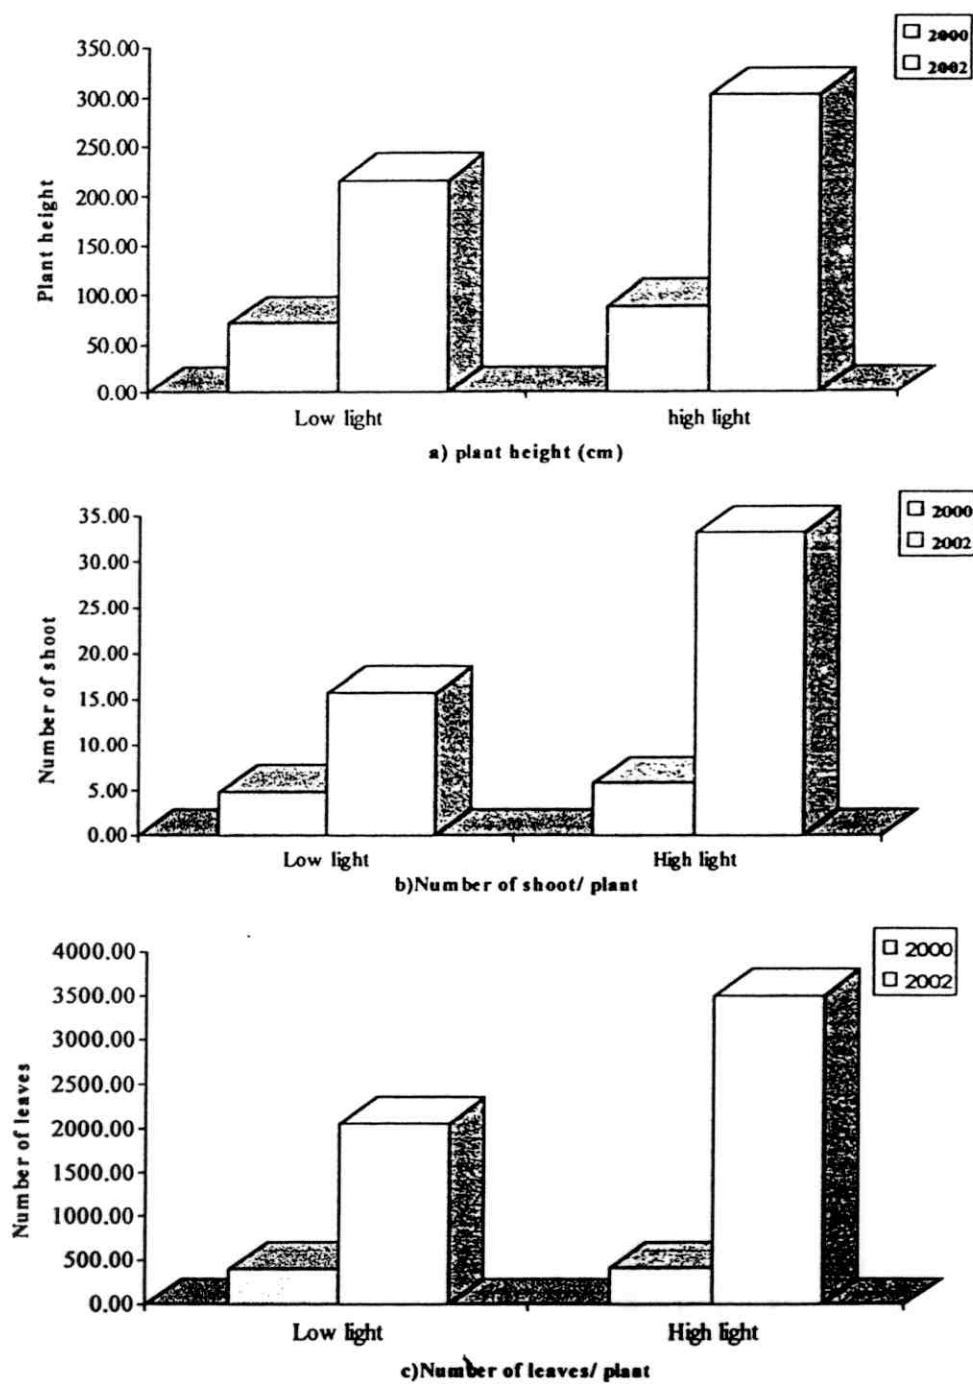 2000
2002
350.00
300.00
250.00
200.00
150.00
100.00
50.00
0.00
Plant height
Low light
high light
a) plant height (cm)
2000
2002
35.00
30.00
25.00
20.00
15.00
10.00
5.00
0.00
Number of shoot
Low light
High light
b)Number of shoot/ plant
2000
2002
4000.00
3500.00
3000.00
2500.00
2000.00
1500.00
1000.00
500.00
0.00
Number of leaves
Low light
High light
c)Number of leaves/ plant